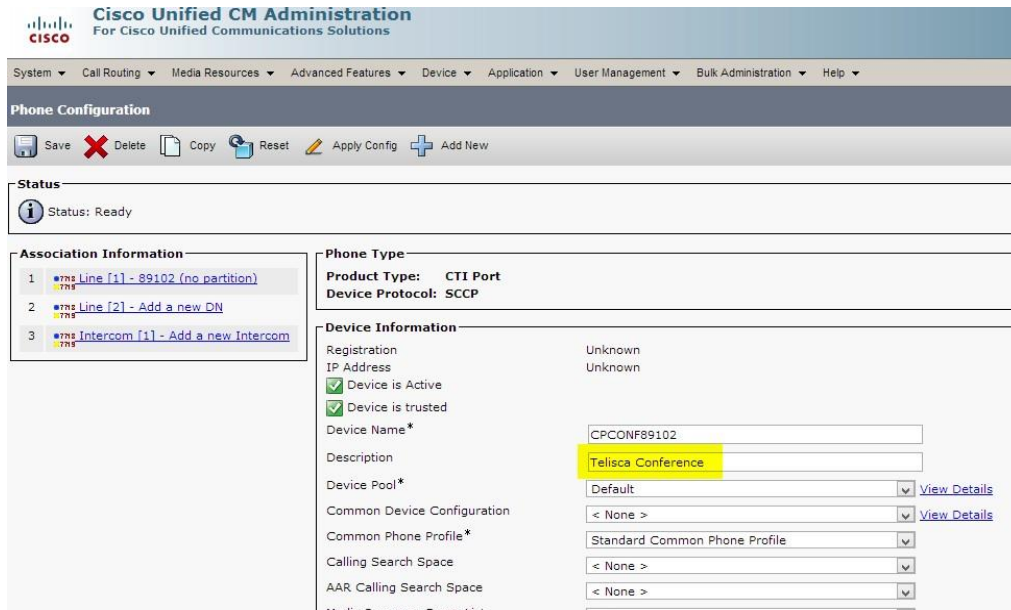 Cisco Unified CM Administration
CISCO
For Cisco Unified Communications Solutions
System Call Routing Media Resources Advanced Features Device Application User Management Bulk Administration Help
Phone Configuration
Save Delete Copy Reset Apply Config Add New
Status
Status: Ready
Association Information
1 Line [1] - 89102 (no partition)
2 Line [2] - Add a new DN
3 Intercom [1] - Add a new Intercom
Phone Type
Product Type: CTI Port
Device Protocol: SCCP
Device Information
Registration Unknown
IP Address Unknown
Device is Active
Device is trusted
Device Name* CPCONF89102
Description Telisca Conference
Device Pool* Default View Details
Common Device Configuration < None > View Details
Common Phone Profile* Standard Common Phone Profile
Calling Search Space < None >
AAR Calling Search Space < None >